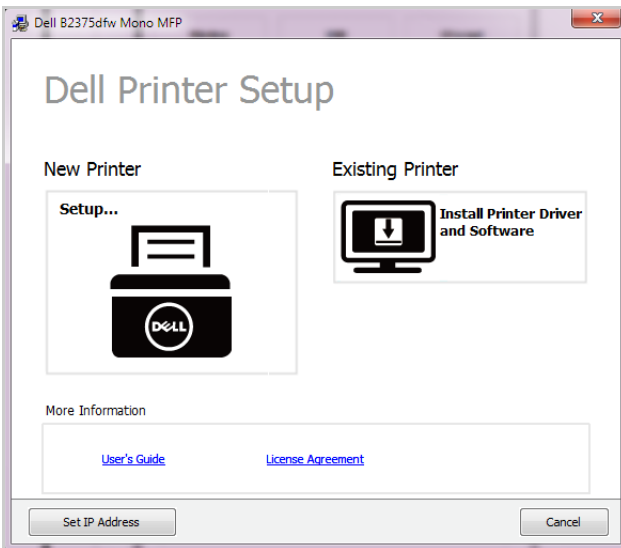 Dell B2375dfw Mono MFP
Dell Printer Setup
New Printer
Existing Printer
Setup...
DELL
Install Printer Driver
and Software
More Information
User's Guide
License Agreement
Set IP Address
Cancel